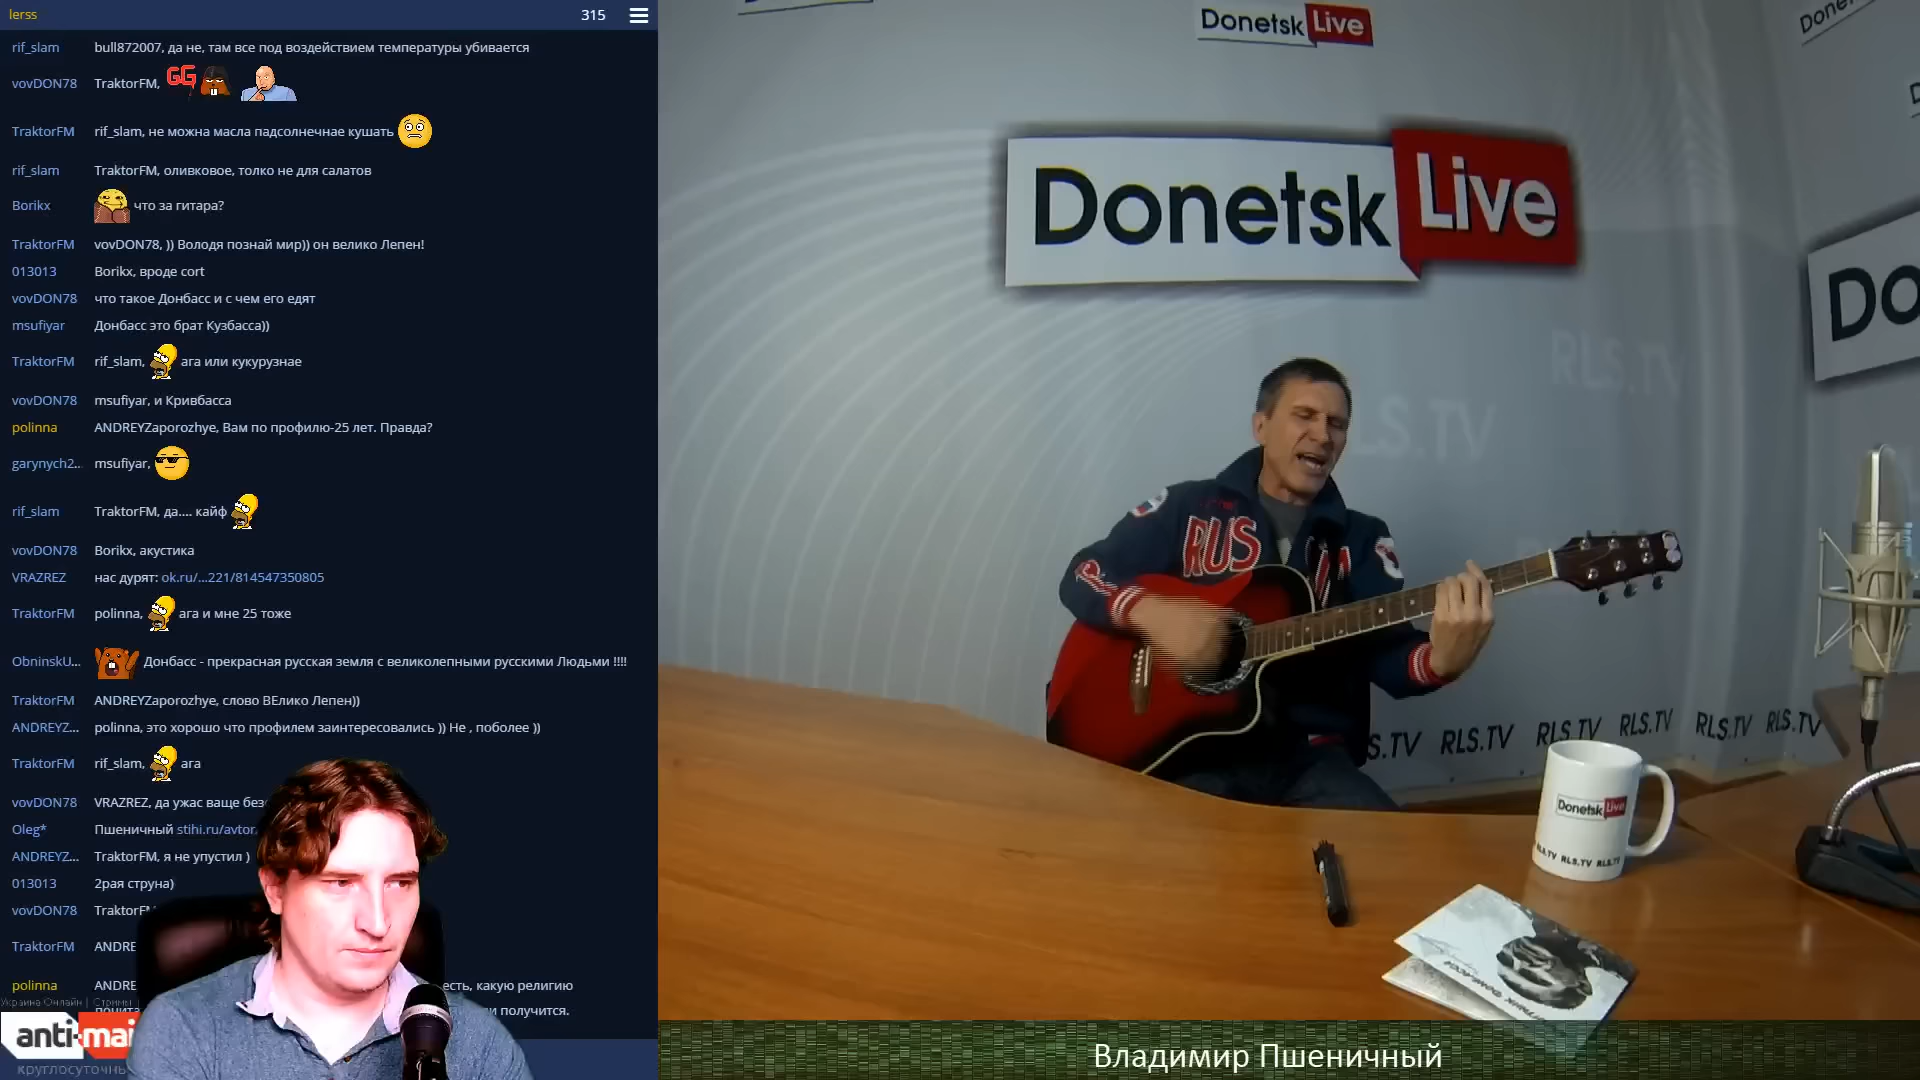 lerss
315
rif_slam bull872007, да не, там все под воздействием температуры убивается
vovDON78 TraktorFM, GG
TraktorFM rif_slam, не можна масла падсолнечнае кушать
rif_slam TraktorFM, оливковое, толко не для салатов
Borikx что за гитара?
TraktorFM vovDON78, )) Володя познай мир)) он велико Лепен!
013013 Borikx, вроде cort
vovDON78 что такое Донбасс и с чем его едят
msufiyar Донбасс это брат Кузбасса))
TraktorFM rif_slam, ага или кукурузнае
vovDON78 msufiyar, и Кривбасса
polinna ANDREYZaporozhye, Вам по профилю-25 лет. Правда?
garynych2... msufiyar,
rif_slam TraktorFM, да.... кайф
vovDON78 Borikx, акустика
VRAZREZ нас дурят: ok.ru/...221/814547350805
TraktorFM polinna, ага и мне 25 тоже
ObninskU... Донбасс - прекрасная русская земля с великолепными русскими Людьми !!!!
TraktorFM ANDREYZaporozhye, слово ВЕлико Лепен))
ANDREYZ... polinna, это хорошо что профилем заинтересовались )) Не , поболее ))
TraktorFM rif_slam, ага
vovDON78 VRAZREZ, да ужас ваще
Oleg* Пшеничный stihi.ru/avtor
ANDREYZ... TraktorFM, я не упустил )
013013 2рая струна)
vovDON78
TraktorFM
polinna есть, какую религию
получится.
Украина Онлайн | Стримы |
anti-mai
Donetsk Live
Donetsk Live
RLS.TV
RUS
RLS.TV RLS.TV RLS.TV RLS.TV
Donetsk Live
RLS.TV RLS.TV
Владимир Пшеничный